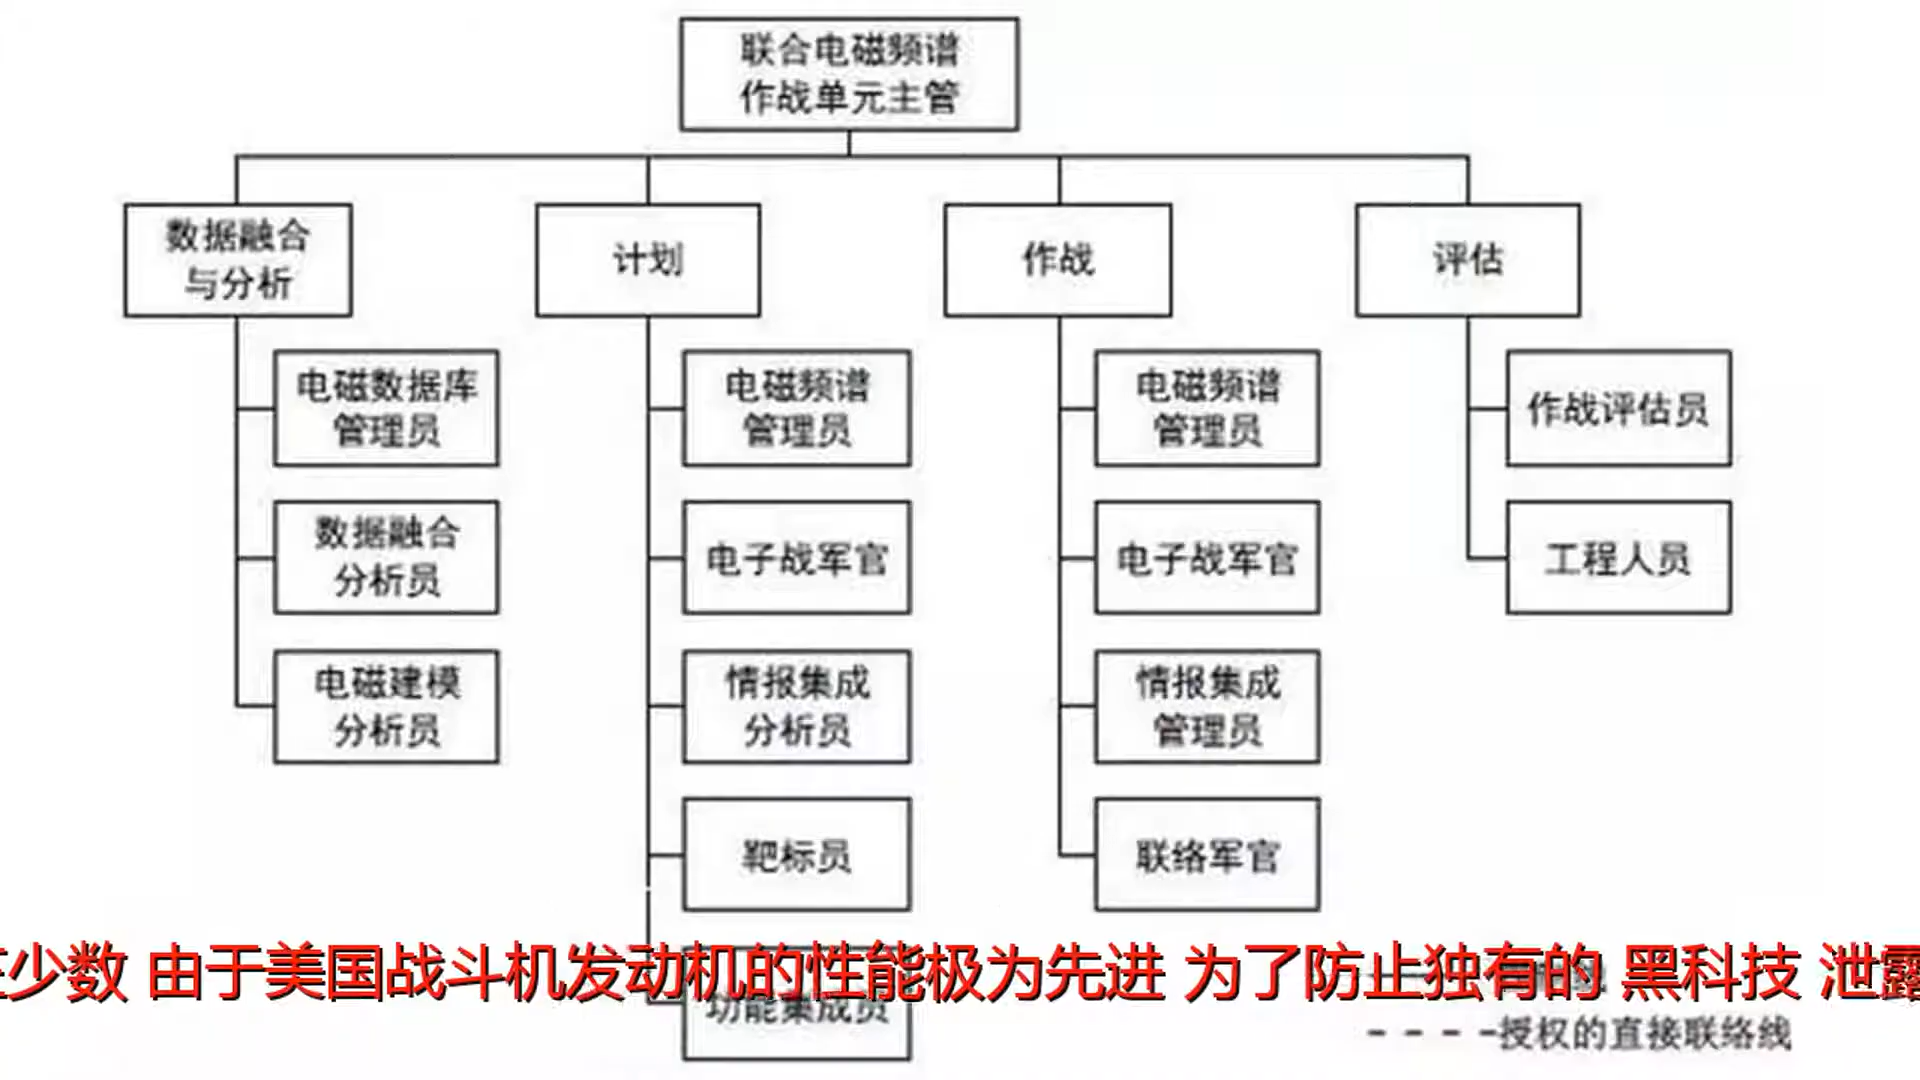 联合电磁频谱
作战单元主管
数据融合
与分析
计划
作战
评估
电磁数据库
管理员
电磁频谱
管理员
电磁频谱
管理员
作战评估员
数据融合
分析员
电子战军官
电子战军官
工程人员
电磁建模
分析员
情报集成
分析员
情报集成
管理员
靶标员
联络军官
少数 由于美国战斗机发动机的性能极为先进 为了防止独有的 黑科技 泄露
功能集成员
授权的直接联络线